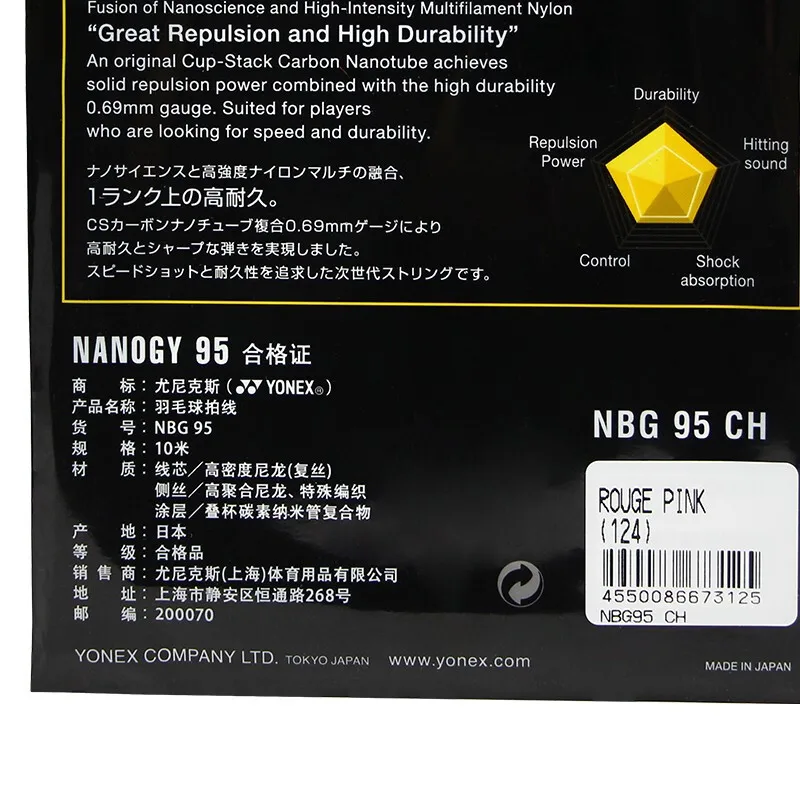 Fusion of Nanoscience and High-Intensity Multifilament Nylon
“Great Repulsion and High Durability”
An original Cup-Stack Carbon Nanotube achieves
solid repulsion power combined with the high durability
0.69mm gauge. Suited for players
who are looking for speed and durability.
ナノサイエンスと高強度ナイロンマルチの融合、
1ランク上の高耐久。
CSカーボンナノチューブ複合0.69mmゲージにより
高耐久とシャープな弾きを実現しました。
スピードショットと耐久性を追求した次世代ストリングです。
Durability
Repulsion
Power
Hitting
sound
Control
Shock
absorption
NANOGY 95 合格证
商 标：尤尼克斯（YONEX®）
产品名称：羽毛球拍线
货 号：NBG 95
规 格：10米
材 质：线芯／高密度尼龙(复丝)
侧丝／高聚合尼龙、特殊编织
涂层／叠杯碳素纳米管复合物
产 地：日本
等 级：合格品
销 售 商：尤尼克斯(上海)体育用品有限公司
地 址：上海市静安区恒通路268号
邮 编：200070
NBG 95 CH
ROUGE PINK
(124)
4550086673125
NBG95 CH
YONEX COMPANY LTD. TOKYO JAPAN www.yonex.com
MADE IN JAPAN